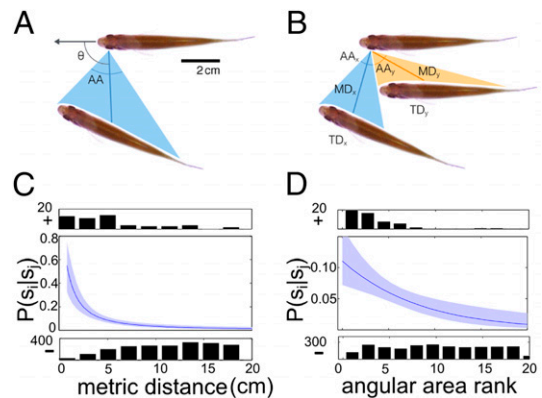 A
B
θ
AA
2 cm
AAx
AAy
MDy
MDx
TDy
TDx
C
D
20
+
20
+
0.8
0.6
0.4
0.2
0
P(si|sj)
0.10
0.05
P(si|sj)
400
−
300
−
0 5 10 15 20
0 5 10 15 20
metric distance (cm)
angular area rank